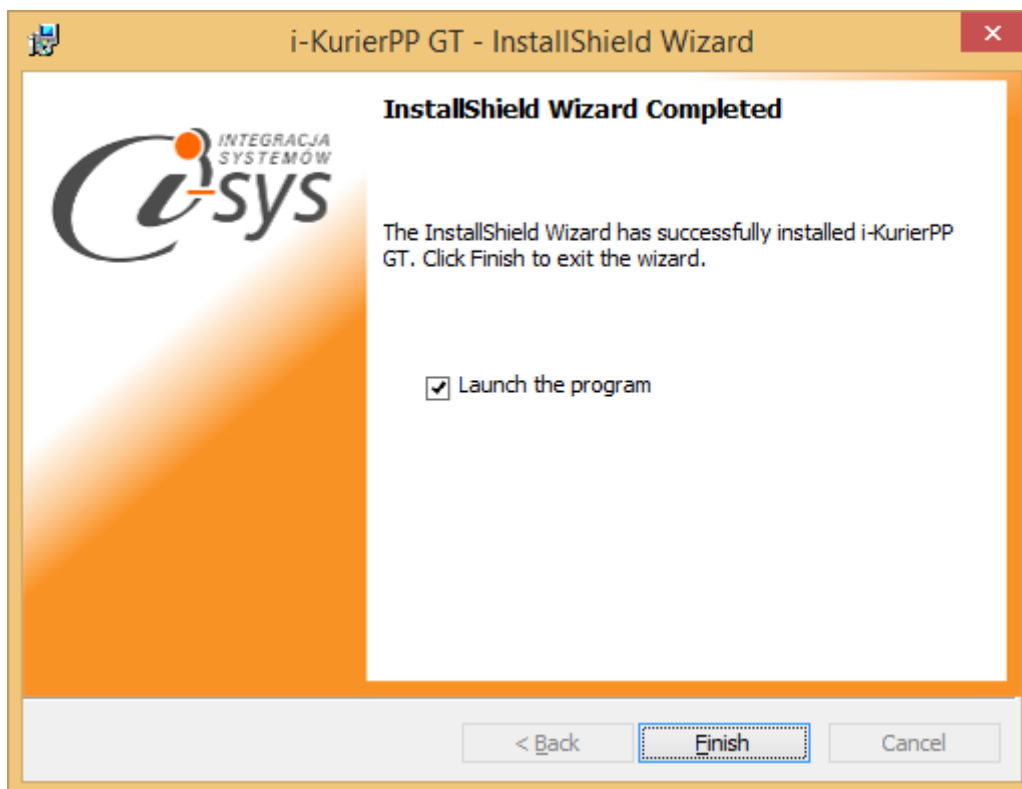 i-KurierPP GT - InstallShield Wizard
InstallShield Wizard Completed
INTEGRACJA
SYSTEMÓW
i-sys
The InstallShield Wizard has successfully installed i-KurierPP
GT. Click Finish to exit the wizard.
Launch the program
< Back
Finish
Cancel